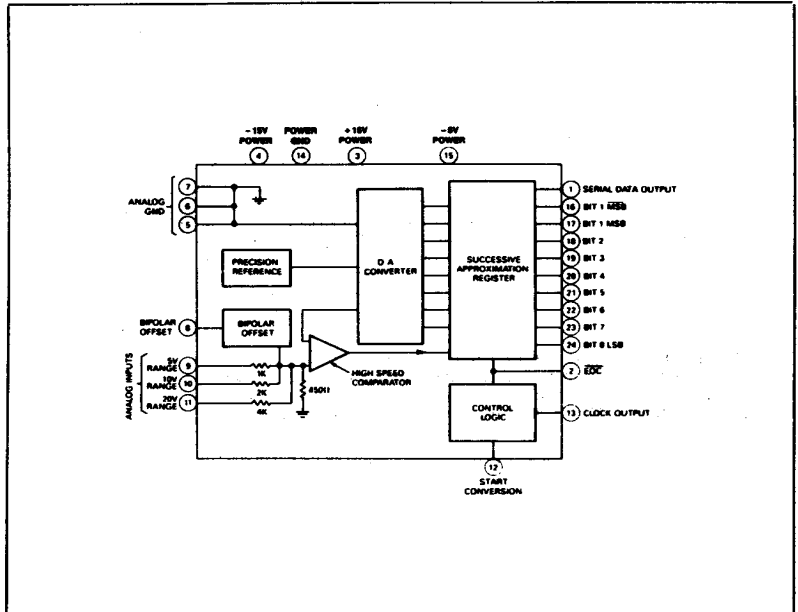 -15V POWER
4
POWER GND
14
+15V POWER
3
POWER
15
ANALOG GND
7
6
5
PRECISION REFERENCE
D A CONVERTER
SUCCESSIVE APPROXIMATION REGISTER
1 SERIAL DATA OUTPUT
16 BIT 1 MSB
17 BIT 1 MSB
18 BIT 2
19 BIT 3
20 BIT 4
21 BIT 5
22 BIT 6
23 BIT 7
24 BIT 8 LSB
2 EOC
BIPOLAR OFFSET
8
BIPOLAR OFFSET
ANALOG INPUTS
5V RANGE 9
1K
10V RANGE 10
2K
20V RANGE 11
4K
HIGH SPEED COMPARATOR
CONTROL LOGIC
13 CLOCK OUTPUT
12
START CONVERSION